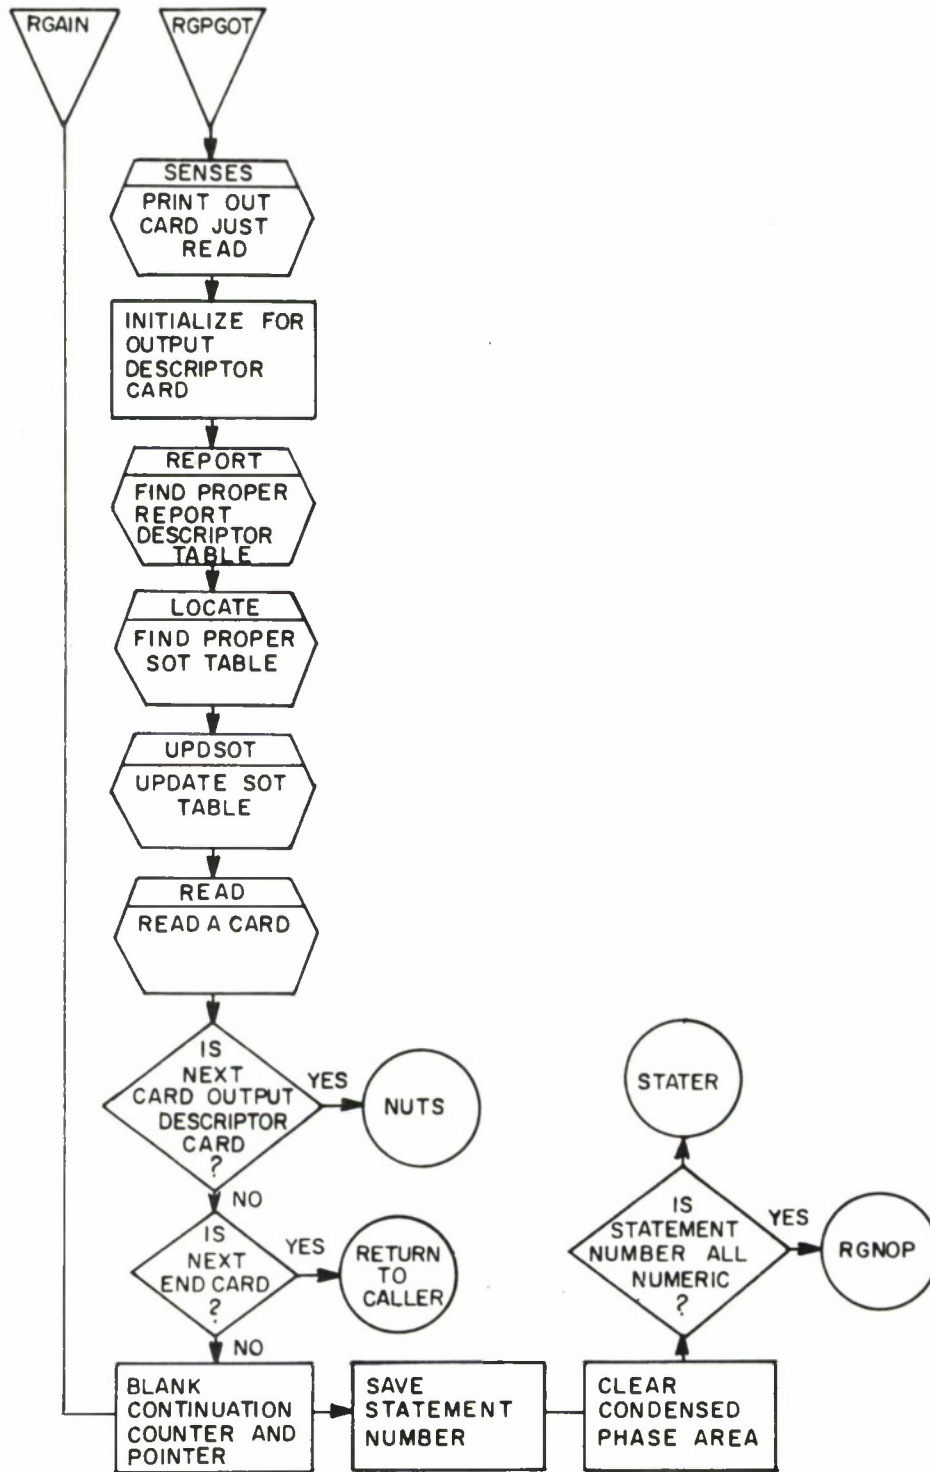 RGAIN
RGPGOT
SENSES
PRINT OUT
CARD JUST
READ
INITIALIZE FOR
OUTPUT
DESCRIPTOR
CARD
REPORT
FIND PROPER
REPORT
DESCRIPTOR
TABLE
LOCATE
FIND PROPER
SOT TABLE
UPDSOT
UPDATE SOT
TABLE
READ
READ A CARD
IS
NEXT
CARD OUTPUT
DESCRIPTOR
CARD
?
YES
NUTS
NO
IS
NEXT
END CARD
?
YES
RETURN
TO
CALLER
NO
BLANK
CONTINUATION
COUNTER AND
POINTER
SAVE
STATEMENT
NUMBER
CLEAR
CONDENSED
PHASE AREA
IS
STATEMENT
NUMBER ALL
NUMERIC
?
YES
RGNOP
STATER